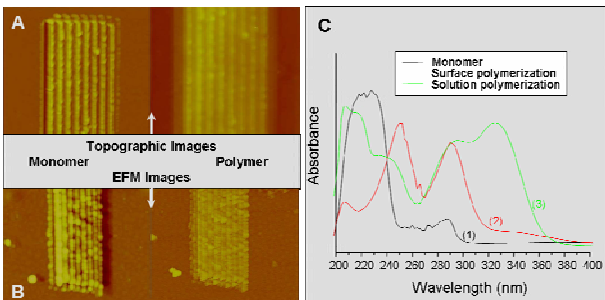 A
Topographic Images
Monomer
Polymer
EFM Images
B
C
Absorbance
Monomer
Surface polymerization
Solution polymerization
(1)
(2)
(3)
200 220 240 260 280 300 320 340 360 380 400
Wavelength (nm)